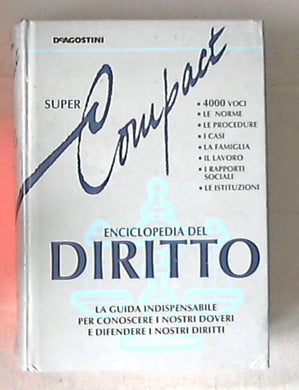 DeAGOSTINI
SUPER
Compact
• 4000 VOCI
• LE NORME
• LE PROCEDURE
• I CASI
• LA FAMIGLIA
• IL LAVORO
• I RAPPORTI
SOCIALI
• LE ISTITUZIONI
ENCICLOPEDIA DEL
DIRITTO
LA GUIDA INDISPENSABILE
PER CONOSCERE I NOSTRI DOVERI
E DIFENDERE I NOSTRI DIRITTI